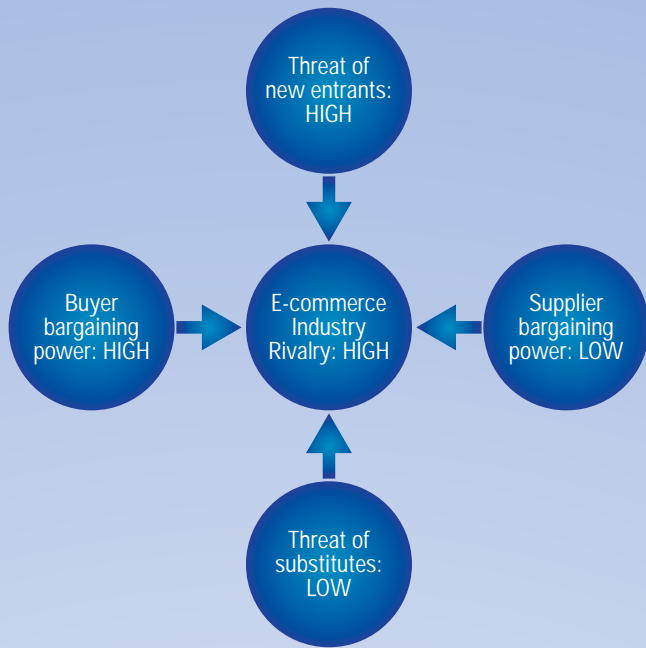 Threat of
new entrants:
HIGH
Buyer
bargaining
power: HIGH
E-commerce
Industry
Rivalry: HIGH
Supplier
bargaining
power: LOW
Threat of
substitutes:
LOW